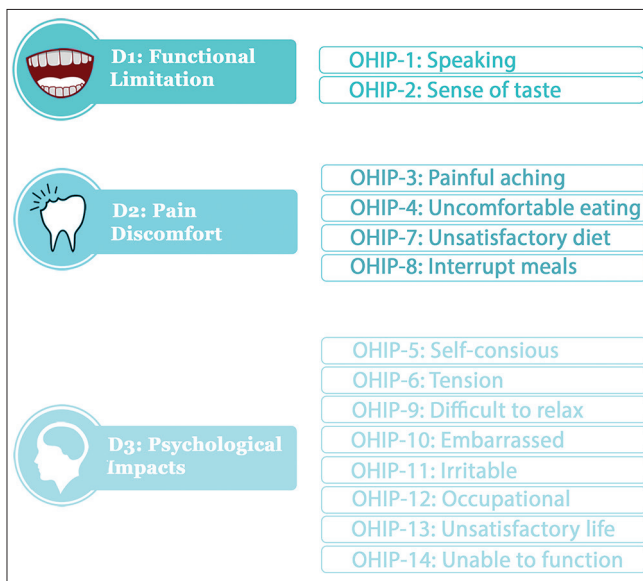 D1: Functional
Limitation
OHIP-1: Speaking
OHIP-2: Sense of taste
D2: Pain
Discomfort
OHIP-3: Painful aching
OHIP-4: Uncomfortable eating
OHIP-7: Unsatisfactory diet
OHIP-8: Interrupt meals
D3: Psychological
Impacts
OHIP-5: Self-consious
OHIP-6: Tension
OHIP-9: Difficult to relax
OHIP-10: Embarrassed
OHIP-11: Irritable
OHIP-12: Occupational
OHIP-13: Unsatisfactory life
OHIP-14: Unable to function